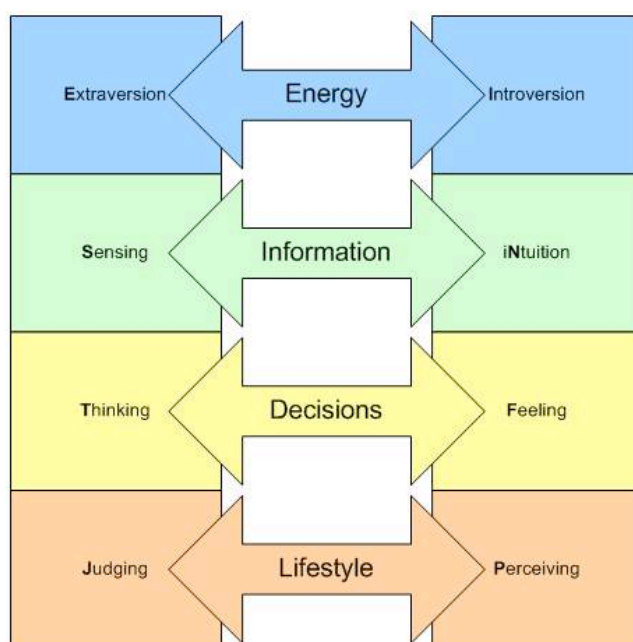 Extraversion Energy Introversion
Sensing Information iNtuition
Thinking Decisions Feeling
Judging Lifestyle Perceiving